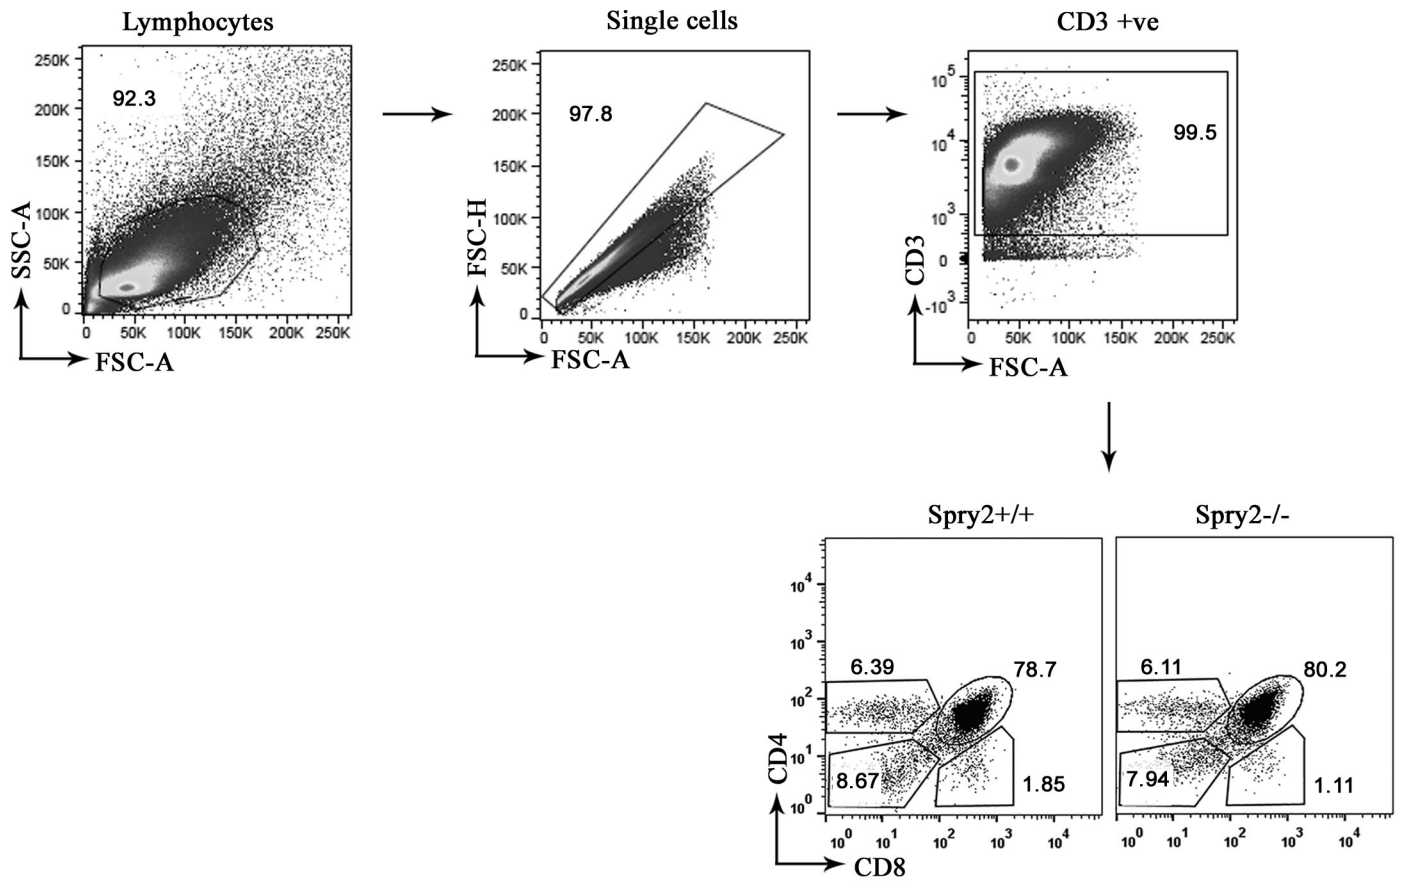 Lymphocytes
Single cells
CD3 +ve
250K
200K
150K
100K
50K
0
92.3
SSC-A
0 50K 100K 150K 200K 250K
FSC-A
250K
200K
150K
100K
50K
0
97.8
FSC-H
0 50K 100K 150K 200K 250K
FSC-A
10^5
10^4
10^3
0
-10^3
99.5
CD3
0 50K 100K 150K 200K 250K
FSC-A
Spry2+/+
Spry2-/-
10^4
10^3
10^2
10^1
10^0
6.39
78.7
8.67
1.85
CD4
10^0 10^1 10^2 10^3 10^4
CD8
6.11
80.2
7.94
1.11
10^0 10^1 10^2 10^3 10^4